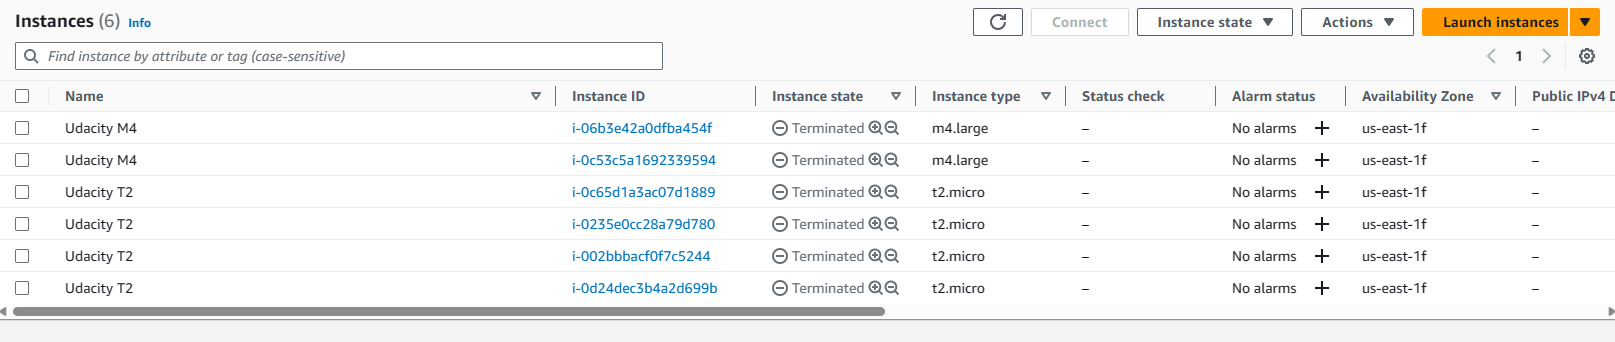 Instances (6) Info
Connect Instance state Actions Launch instances
Find instance by attribute or tag (case-sensitive)
1
Name Instance ID Instance state Instance type Status check Alarm status Availability Zone Public IPv4 D
Udacity M4 i-06b3e42a0dfba454f Terminated m4.large – No alarms + us-east-1f –
Udacity M4 i-0c53c5a1692339594 Terminated m4.large – No alarms + us-east-1f –
Udacity T2 i-0c65d1a3ac07d1889 Terminated t2.micro – No alarms + us-east-1f –
Udacity T2 i-0235e0cc28a79d780 Terminated t2.micro – No alarms + us-east-1f –
Udacity T2 i-002bbbacf0f7c5244 Terminated t2.micro – No alarms + us-east-1f –
Udacity T2 i-0d24dec3b4a2d699b Terminated t2.micro – No alarms + us-east-1f –